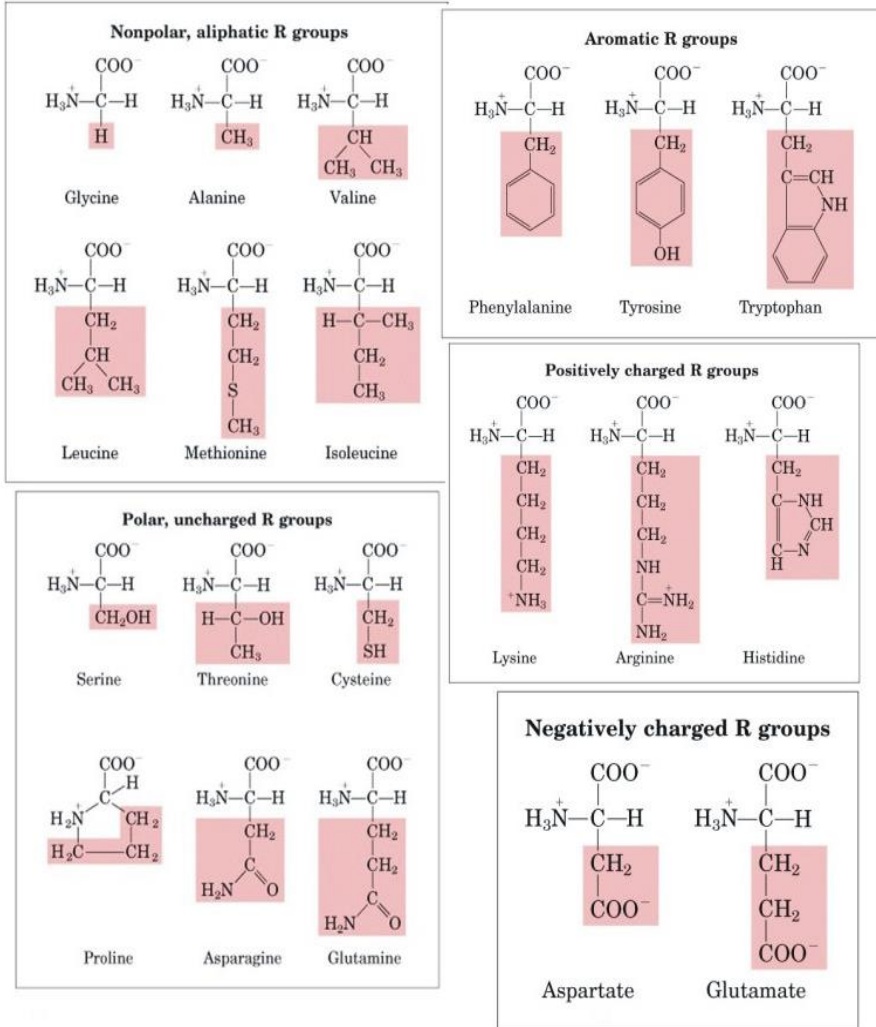 Nonpolar, aliphatic R groups
COO⁻ COO⁻ COO⁻
H₃N⁺—C—H H₃N⁺—C—H H₃N⁺—C—H
H CH₃ CH
CH₃ CH₃
Glycine Alanine Valine
COO⁻ COO⁻ COO⁻
H₃N⁺—C—H H₃N⁺—C—H H₃N⁺—C—H
CH₂ CH₂ H—C—CH₃
CH CH₂ CH₂
CH₃ CH₃ S CH₃
CH₃
Leucine Methionine Isoleucine
Aromatic R groups
COO⁻ COO⁻ COO⁻
H₃N⁺—C—H H₃N⁺—C—H H₃N⁺—C—H
CH₂ CH₂ CH₂
C=CH
NH
OH
Phenylalanine Tyrosine Tryptophan
Positively charged R groups
COO⁻ COO⁻ COO⁻
H₃N⁺—C—H H₃N⁺—C—H H₃N⁺—C—H
CH₂ CH₂ CH₂
CH₂ CH₂ C—NH
CH₂ CH₂ CH
CH₂ NH C—N
H
⁺NH₃ C=N⁺H₂
NH₂
Lysine Arginine Histidine
Polar, uncharged R groups
COO⁻ COO⁻ COO⁻
H₃N⁺—C—H H₃N⁺—C—H H₃N⁺—C—H
CH₂OH H—C—OH CH₂
CH₃ SH
Serine Threonine Cysteine
COO⁻ COO⁻ COO⁻
H
C H₃N⁺—C—H H₃N⁺—C—H
H₂N⁺ CH₂ CH₂ CH₂
H₂C—CH₂ C CH₂
H₂N O C
H₂N O
Proline Asparagine Glutamine
Negatively charged R groups
COO⁻ COO⁻
H₃N⁺—C—H H₃N⁺—C—H
CH₂ CH₂
COO⁻ CH₂
COO⁻
Aspartate Glutamate